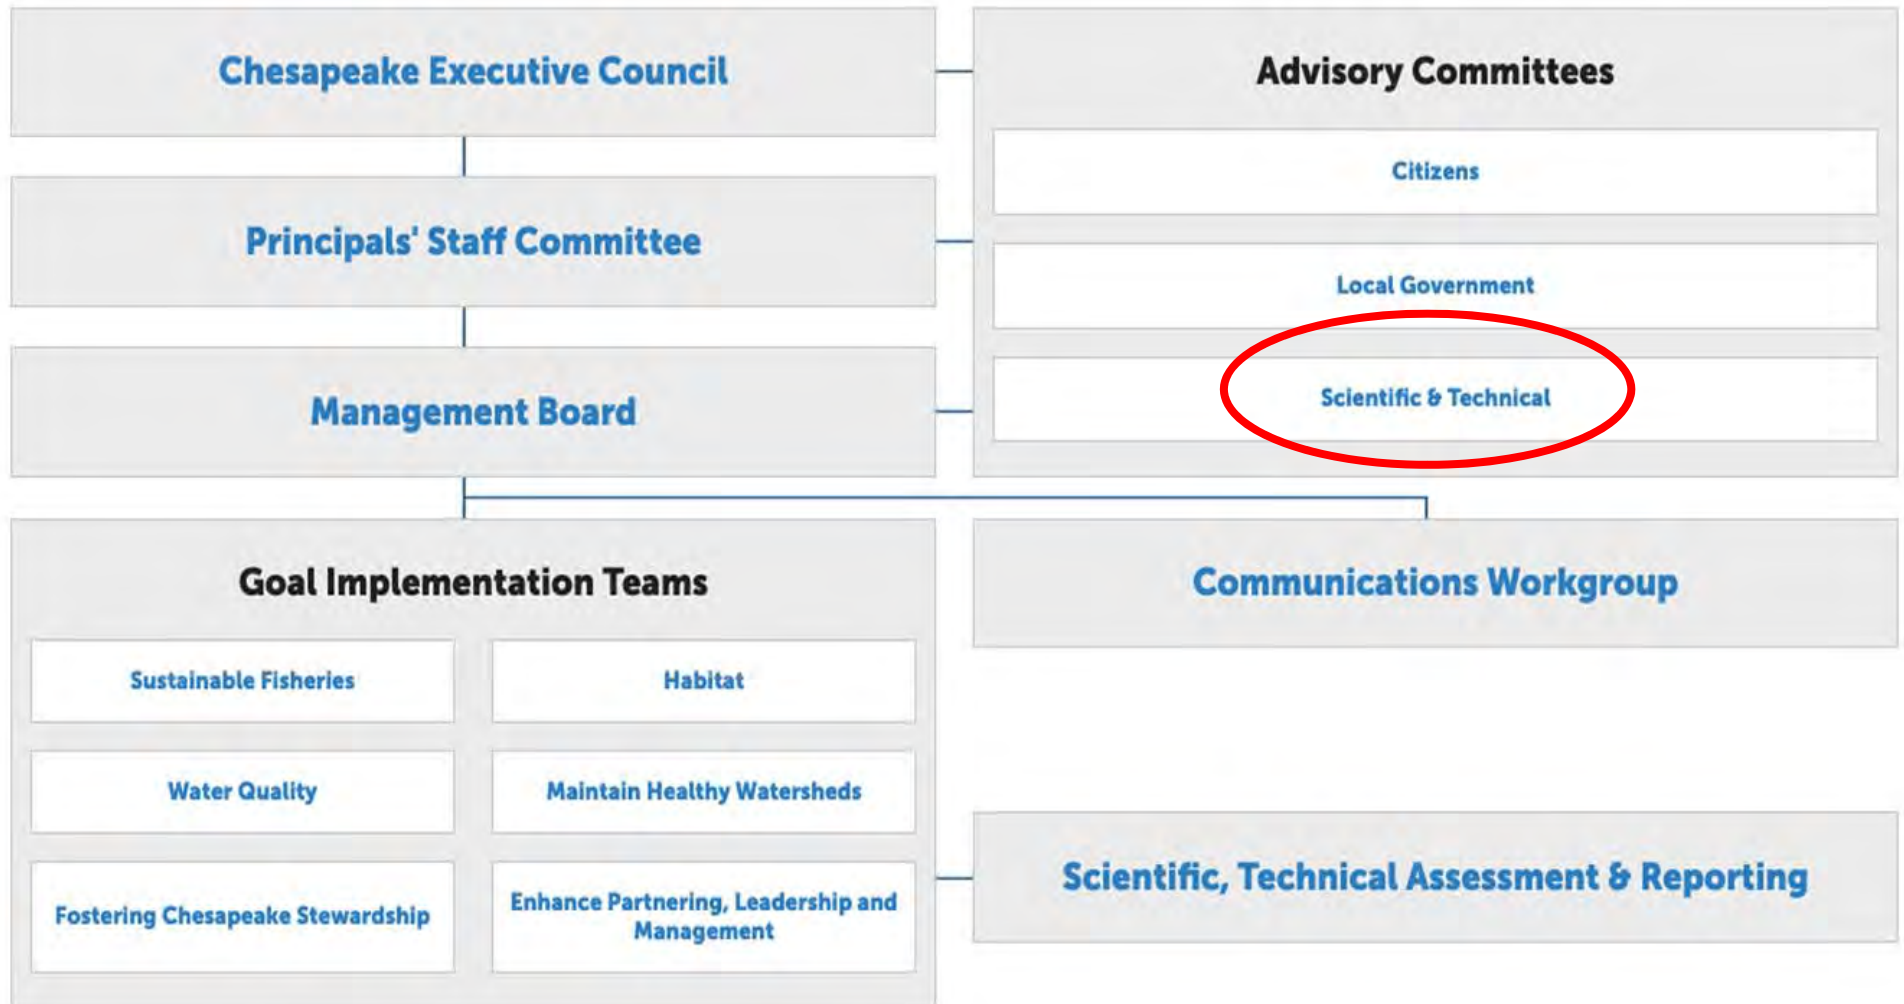 Chesapeake Executive Council
Advisory Committees
Citizens
Principals' Staff Committee
Local Government
Management Board
Scientific & Technical
Goal Implementation Teams
Communications Workgroup
Sustainable Fisheries
Habitat
Water Quality
Maintain Healthy Watersheds
Fostering Chesapeake Stewardship
Enhance Partnering, Leadership and
Management
Scientific, Technical Assessment & Reporting